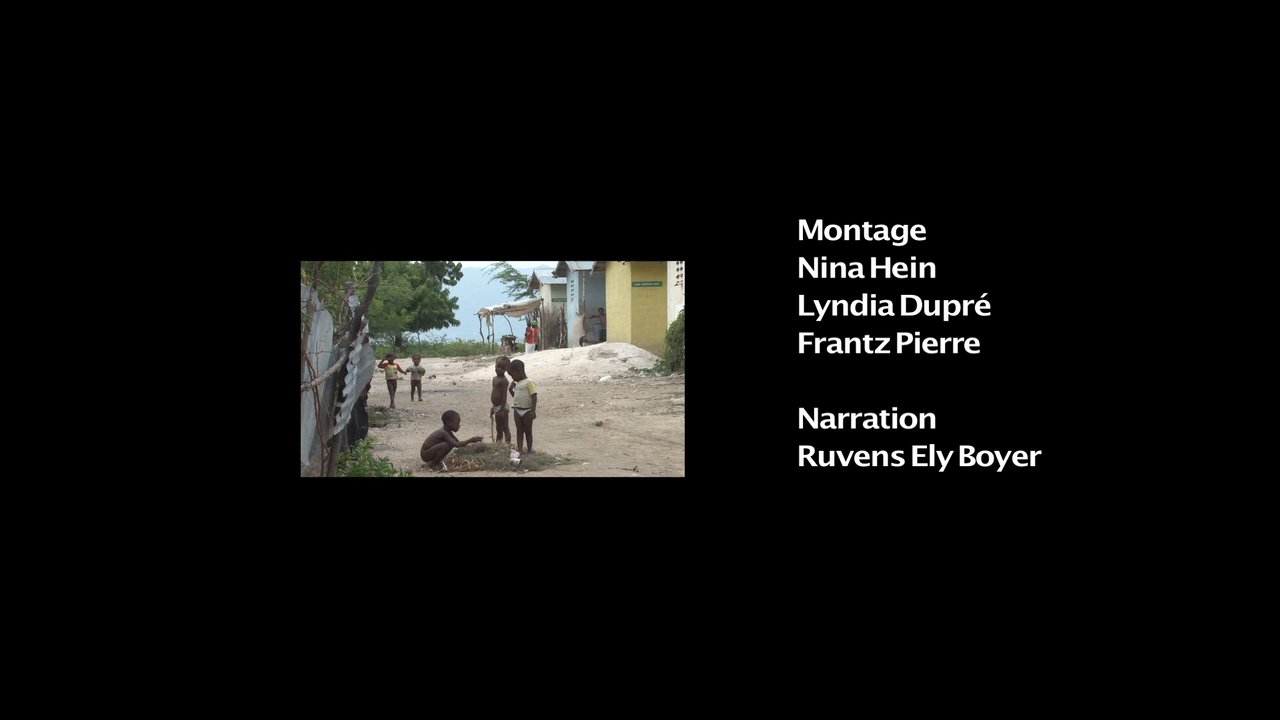 Montage
Nina Hein
Lyndia Dupré
Frantz Pierre
Narration
Ruvens Ely Boyer